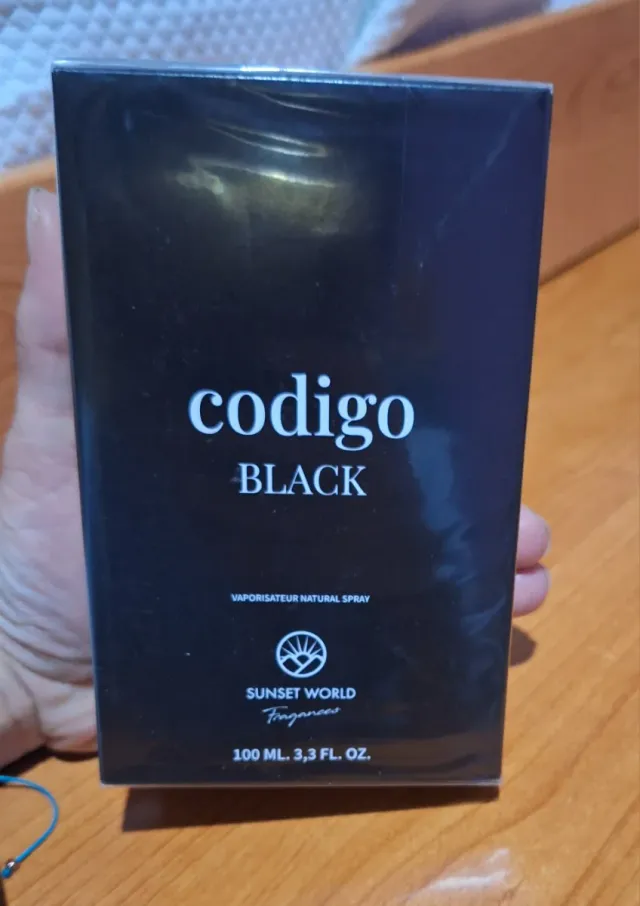 codigo
BLACK
VAPORISATEUR NATURAL SPRAY
SUNSET WORLD
Fragances
100 ML. 3,3 FL. OZ.